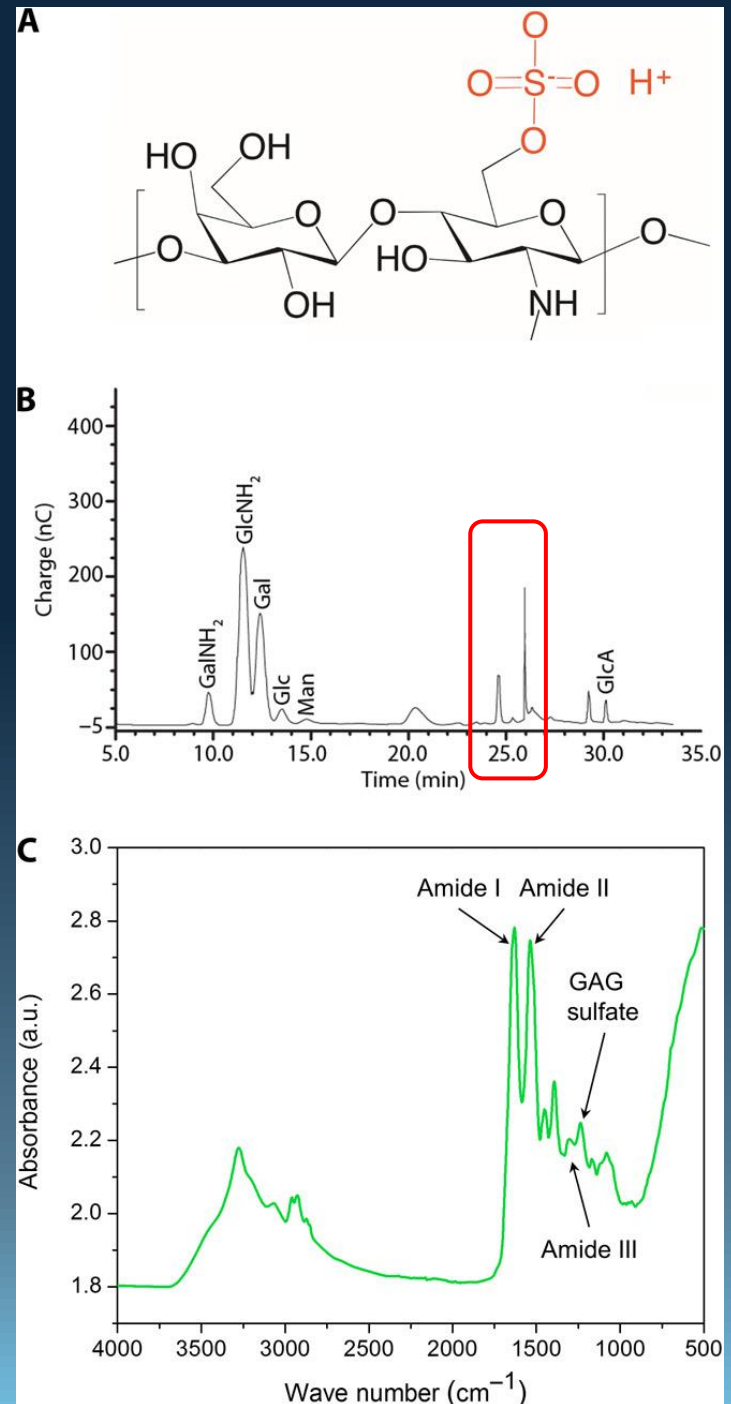 A
O
O=S-=O H+
O
HO OH
O O O O
O HO
OH NH
B
400
300
200
100
-5
5.0 10.0 15.0 20.0 25.0 30.0 35.0
Charge (nC)
Time (min)
GalNH2
GlcNH2
Gal
Glc
Man
GlcA
C
3.0
2.8
2.6
2.4
2.2
2.0
1.8
Absorbance (a.u.)
Amide I Amide II
GAG
sulfate
Amide III
4000 3500 3000 2500 2000 1500 1000 500
Wave number (cm–1)